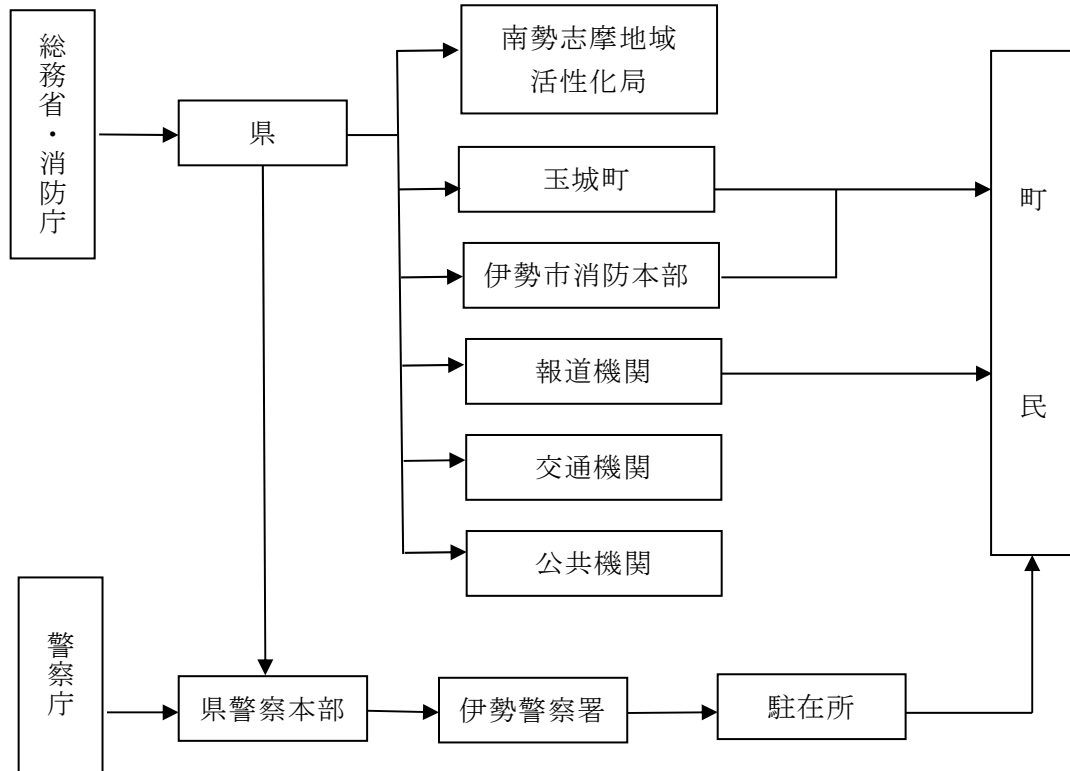 総務省・消防庁
県
南勢志摩地域
活性化局
玉城町
伊勢市消防本部
報道機関
交通機関
公共機関
町民
警察庁
県警察本部
伊勢警察署
駐在所